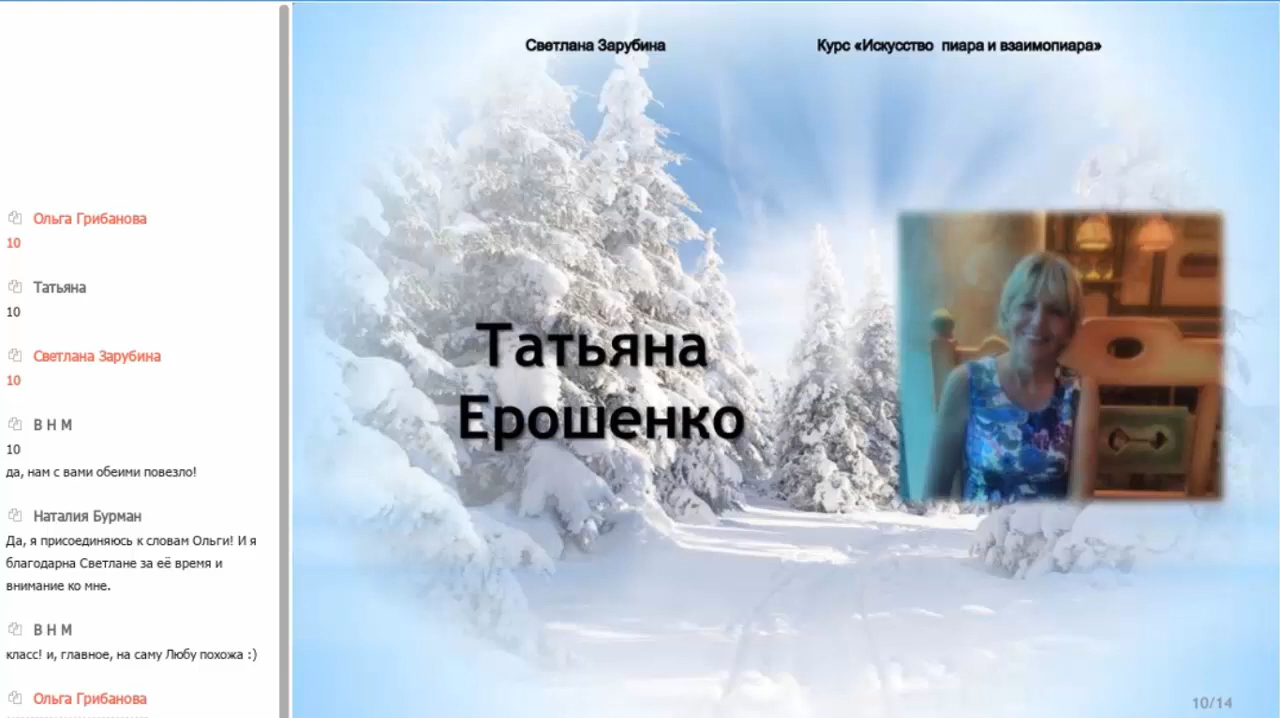 Светлана Зарубина
Курс «Искусство пиара и взаимопиара»
Ольга Грибанова
10
Татьяна
10
Светлана Зарубина
10
В Н М
10
да, нам с вами обеими повезло!
Наталия Бурман
Да, я присоединяюсь к словам Ольги! И я
благодарна Светлане за её время и
внимание ко мне.
В Н М
класс! и, главное, на саму Любу похожа :)
Ольга Грибанова
Татьяна
Ерошенко
10/14